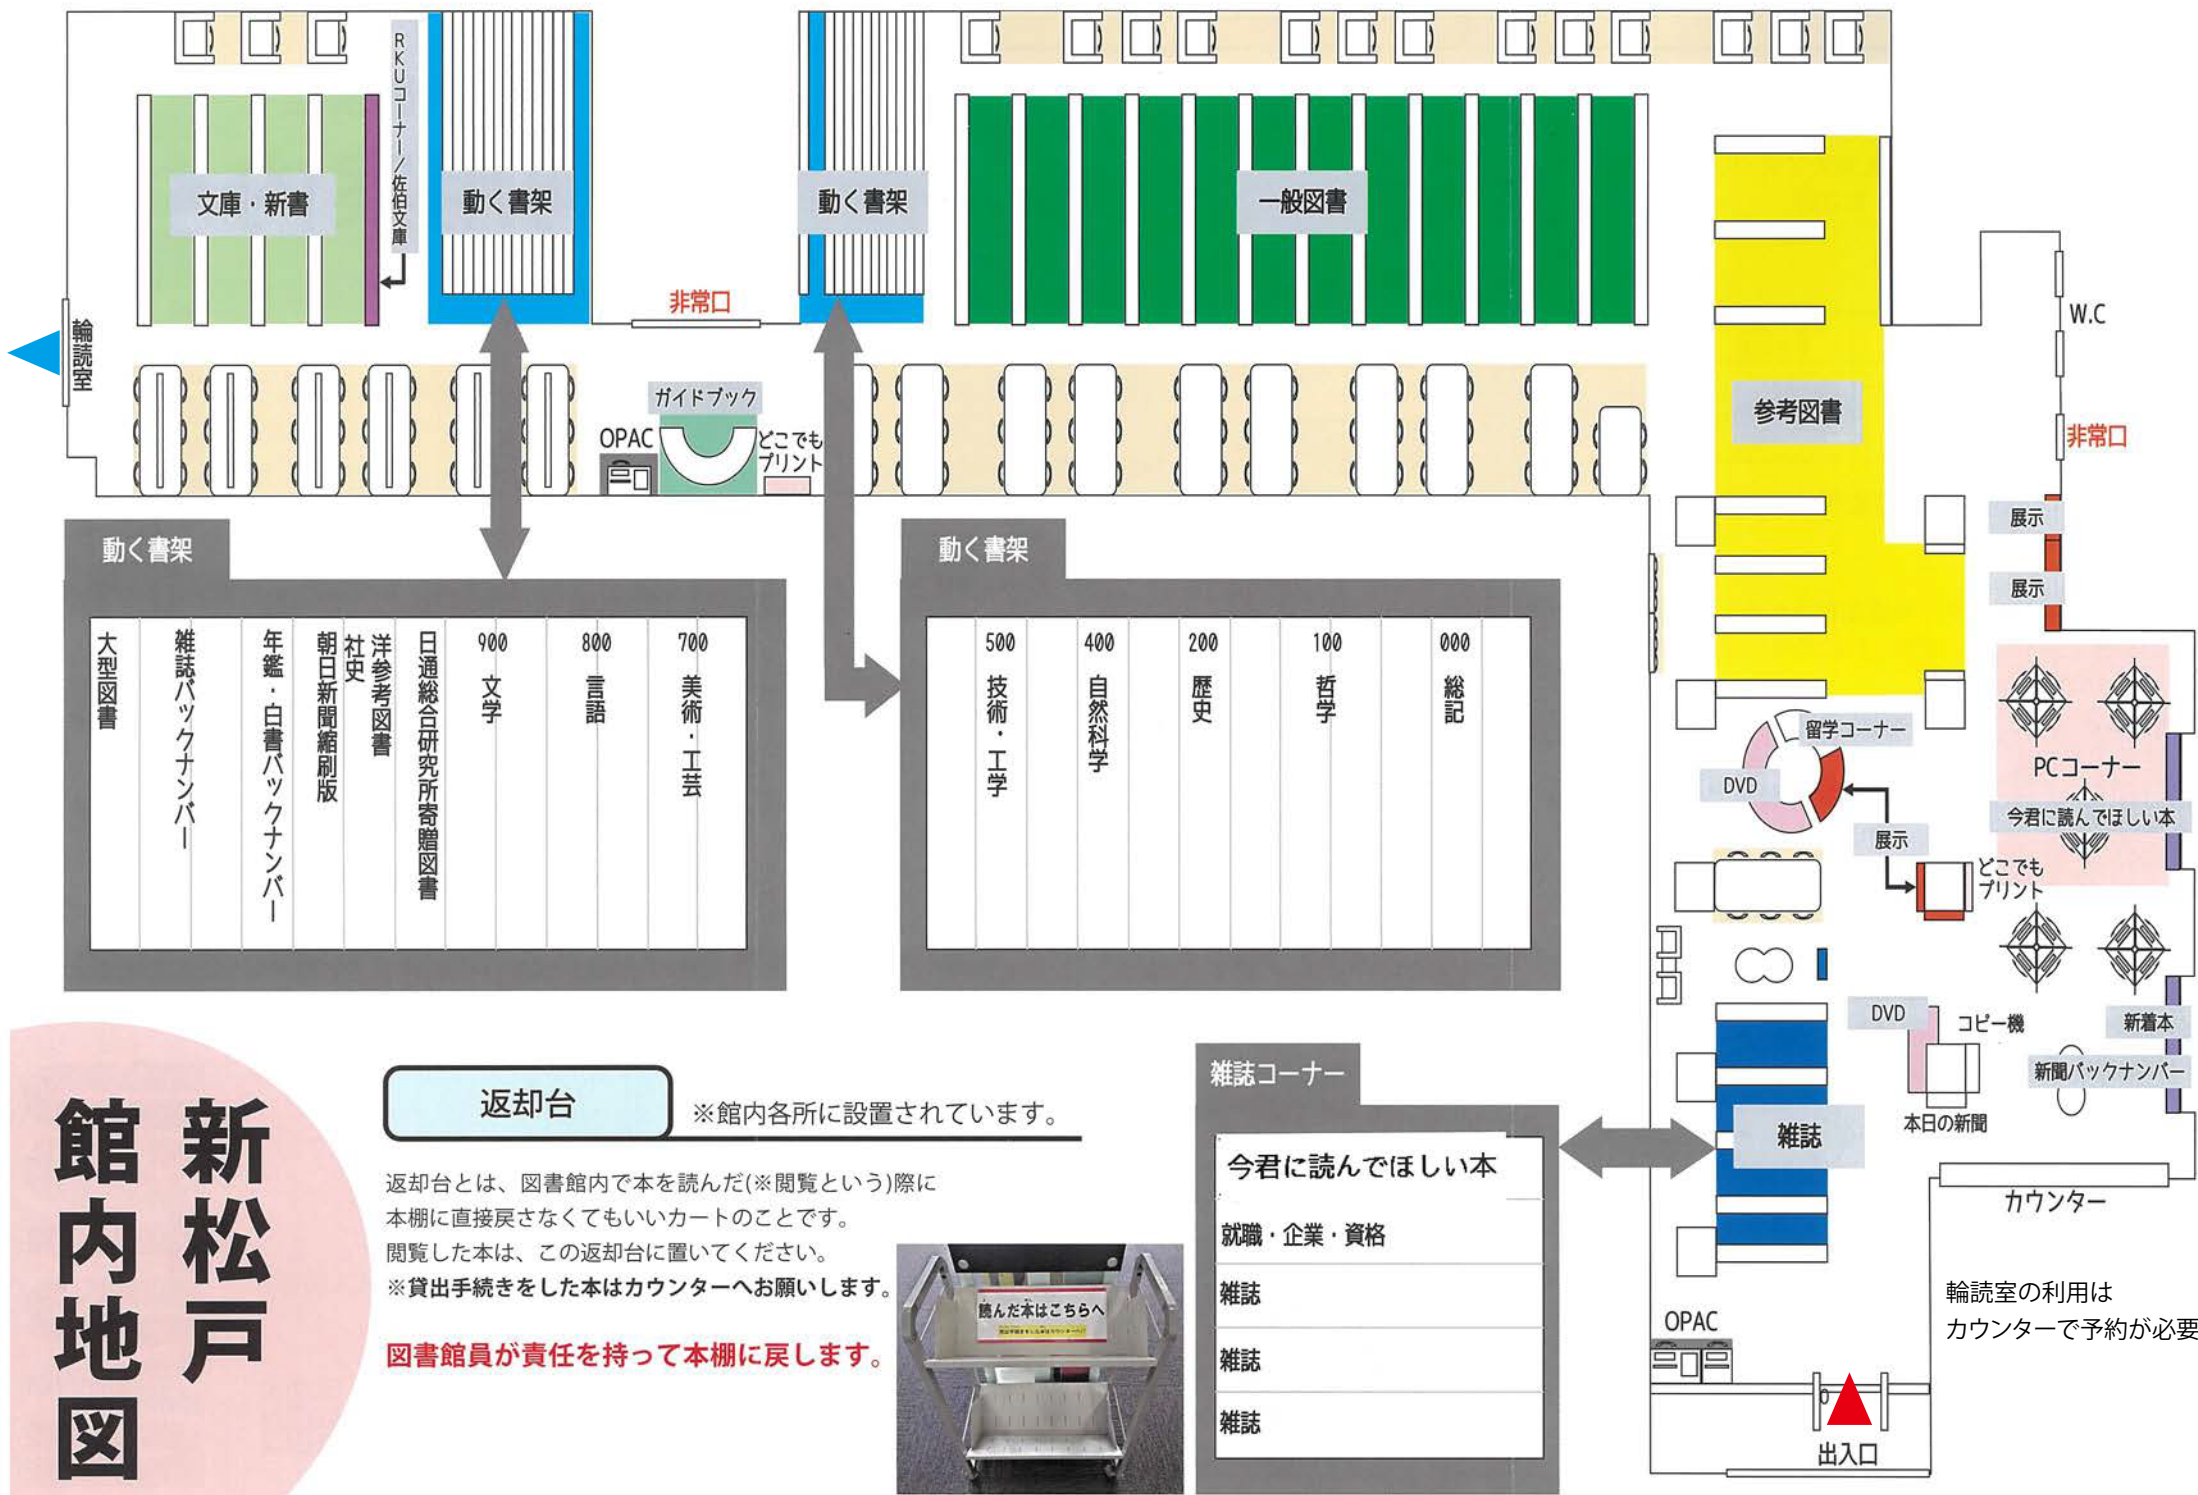 RKUコーナー/佐伯文庫
文庫・新書
動く書架
動く書架
一般図書
非常口
輪読室
W.C
ガイドブック
OPAC
どこでも
プリント
参考図書
非常口
展示
展示
動く書架
大型図書
雑誌バックナンバー
年鑑・白書バックナンバー
朝日新聞縮刷版
社史
洋参考図書
日通総合研究所寄贈図書
900
文学
800
言語
700
美術・工芸
動く書架
500
技術・工学
400
自然科学
200
歴史
100
哲学
000
総記
留学コーナー
DVD
PCコーナー
今君に読んでほしい本
展示
どこでも
プリント
DVD
コピー機
新着本
新聞バックナンバー
本日の新聞
雑誌
カウンター
新松戸
館内地図
返却台
※館内各所に設置されています。
返却台とは、図書館内で本を読んだ(※閲覧という)際に
本棚に直接戻さなくてもいいカートのことです。
閲覧した本は、この返却台に置いてください。
※貸出手続きをした本はカウンターへお願いします。
図書館員が責任を持って本棚に戻します。
読んだ本はこちらへ
雑誌コーナー
今君に読んでほしい本
就職・企業・資格
雑誌
雑誌
雑誌
輪読室の利用は
カウンターで予約が必要
OPAC
出入口